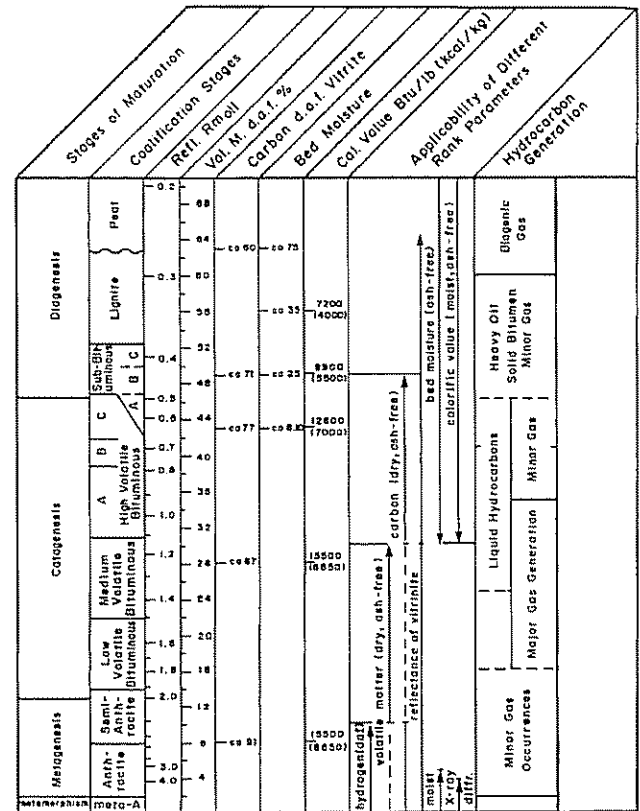 Stages of Maturation
Coalification Stages
Refl. Rmoil
Vol. M. d.a.f. %
Carbon d.a.f. Vitrite
Bed Moisture
Cal. Value Btu/lb (kcal/kg)
Applicability of Different
Rank Parameters
Hydrocarbon
Generation
Diagenesis
Catagenesis
Metagenesis
metamorphism
Peat
Lignite
Sub-Bit-
uminous
C
B
A
C
B
A
High Volatile
Bituminous
Medium
Volatile
Bituminous
Low
Volatile
Bituminous
Semi-
Anth-
racite
Anth-
racite
meta-A
0.2
0.3
0.4
0.5
0.6
0.7
0.8
1.0
1.2
1.4
1.6
1.8
2.0
3.0
4.0
68
64
60
56
52
48
44
40
36
32
28
24
20
16
12
8
4
ca 60
ca 71
ca 77
ca 87
ca 91
ca 75
ca 35
ca 25
ca 8-10
7200
(4000)
9900
(5500)
12600
(7000)
15500
(8650)
15500
(8650)
hydrogen(daf)
volatile matter (dry, ash-free)
carbon (dry, ash-free)
reflectance of vitrinite
bed moisture (ash-free)
calorific value (moist, ash-free)
moist
X-ray
diffr.
Biogenic
Gas
Heavy Oil
Solid Bitumen
Minor Gas
Liquid Hydrocarbons
Minor Gas
Major Gas Generation
Minor Gas
Occurrences